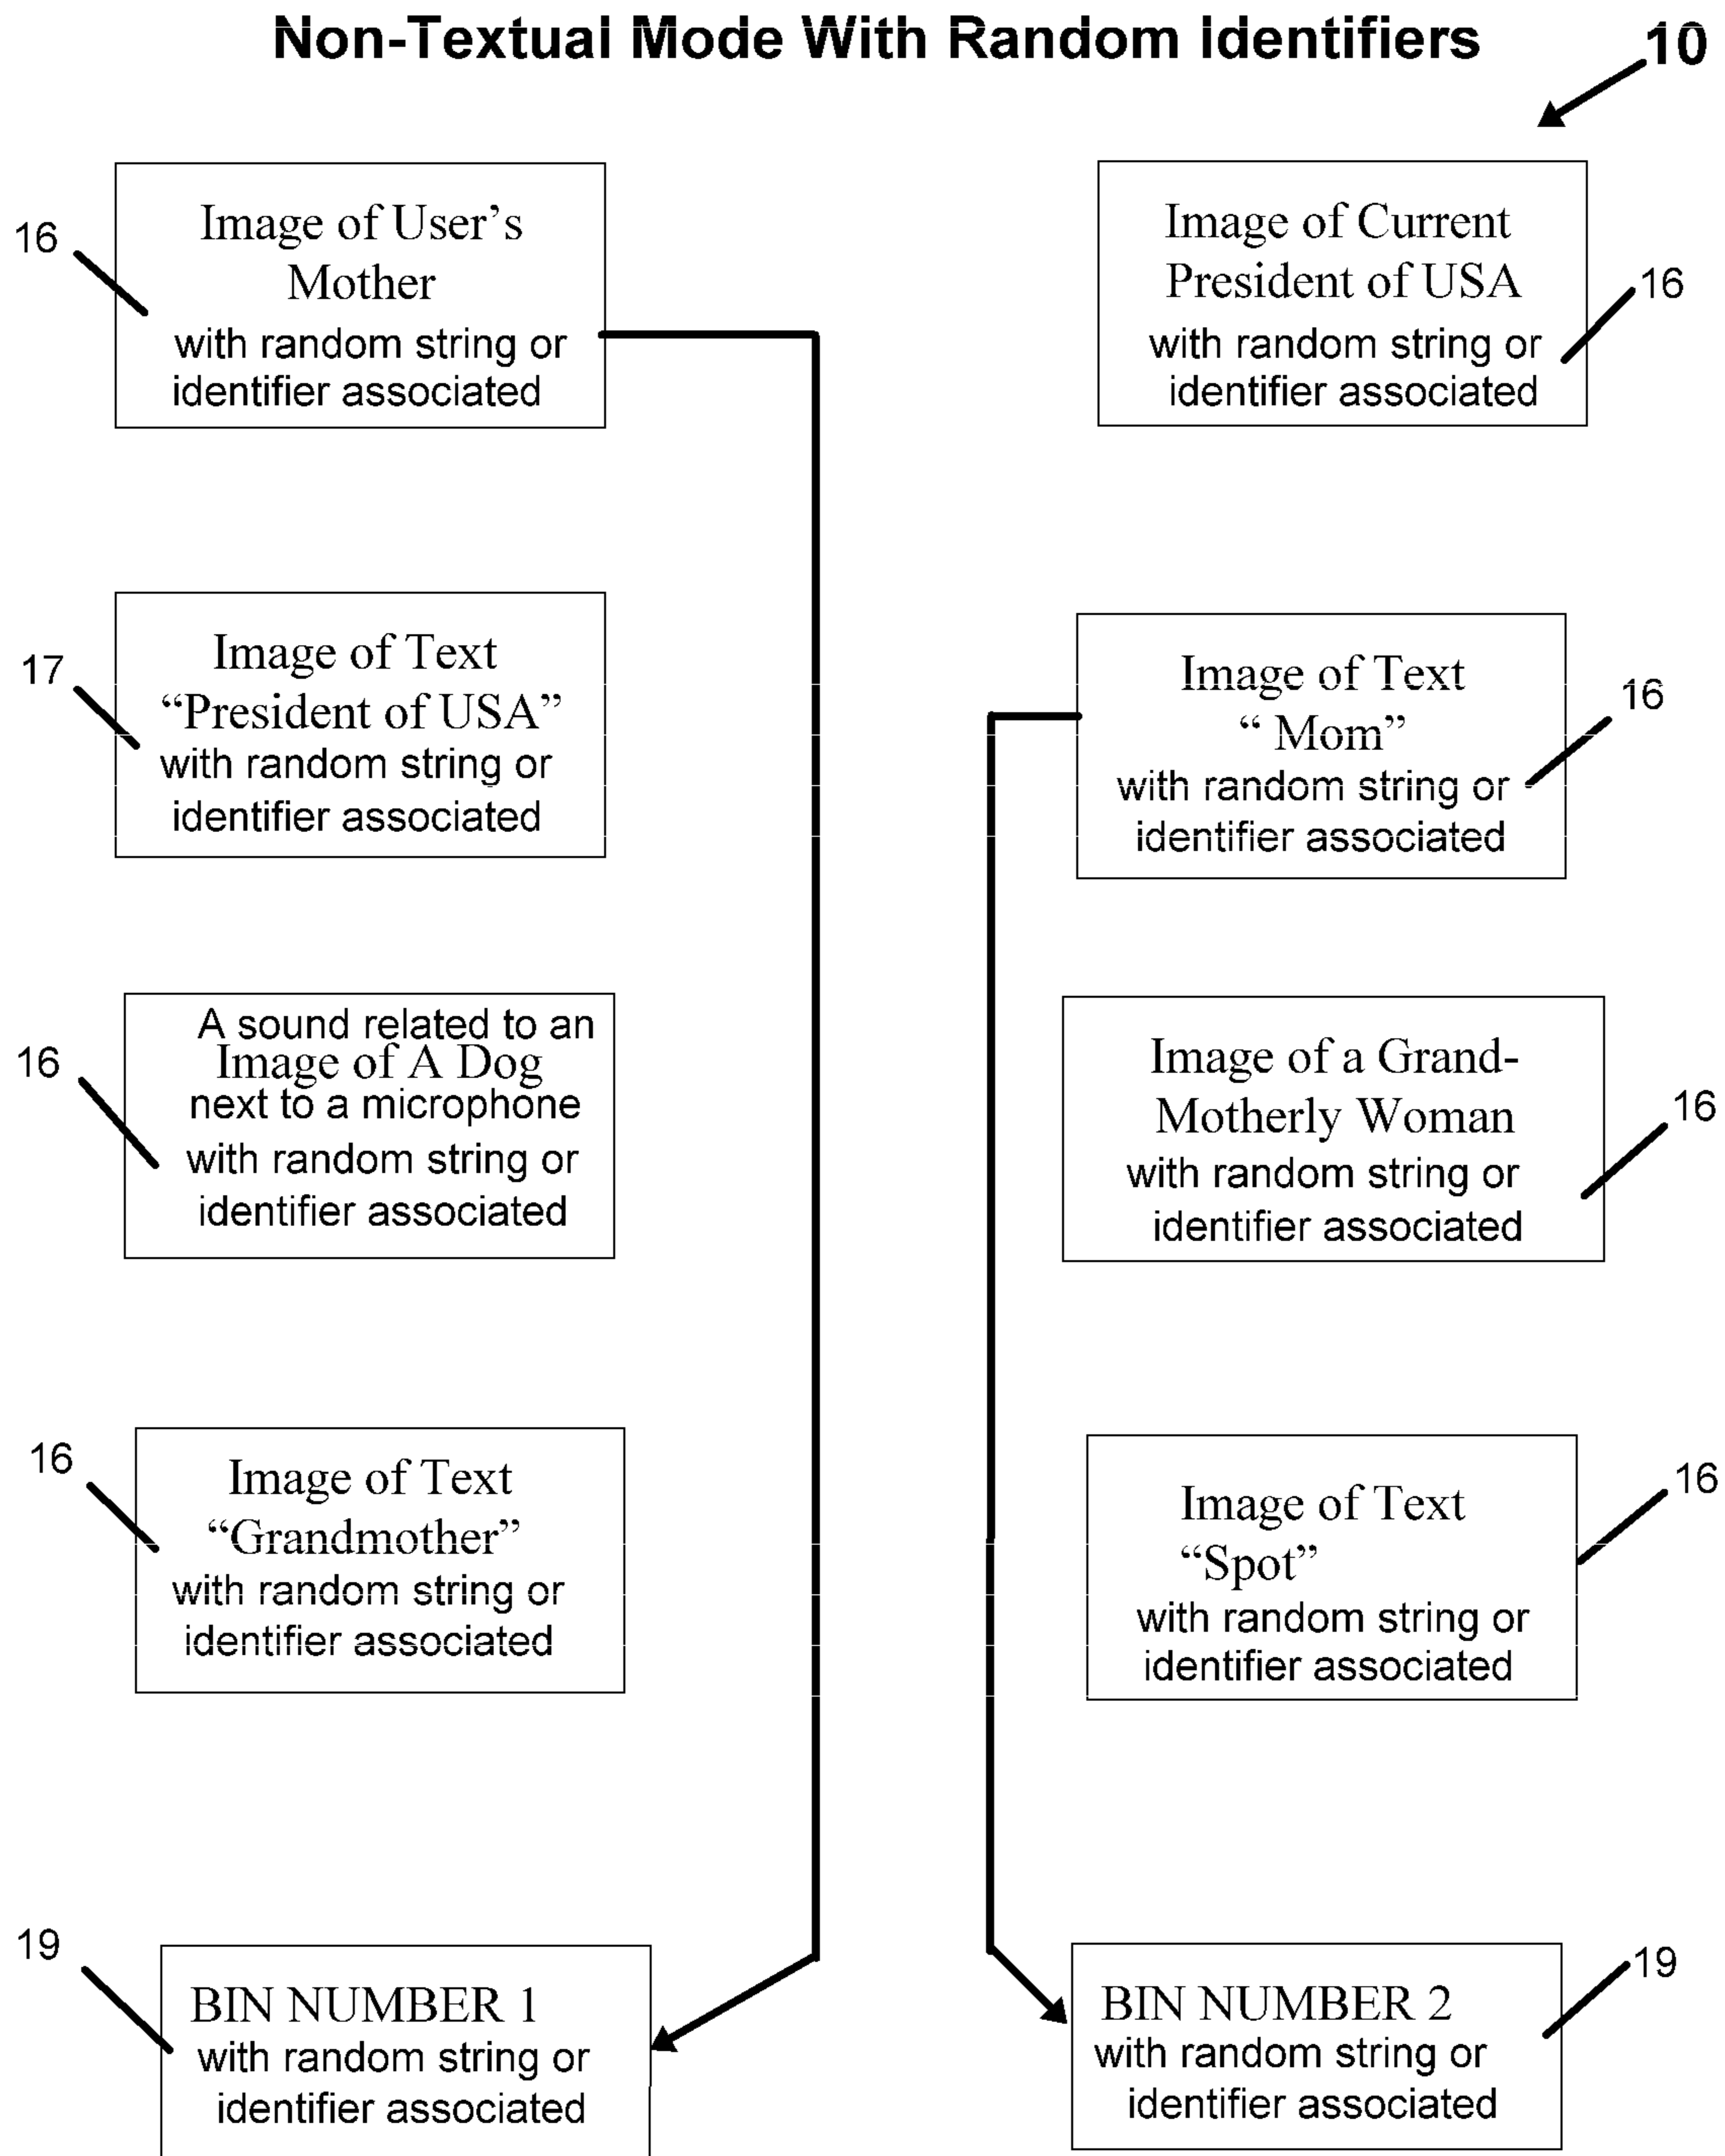 Non-Textual Mode With Random Identifiers
10
16
Image of User's
Mother
with random string or
identifier associated
Image of Current
President of USA
with random string or
identifier associated
16
17
Image of Text
“President of USA”
with random string or
identifier associated
Image of Text
“ Mom”
with random string or
identifier associated
16
16
A sound related to an
Image of A Dog
next to a microphone
with random string or
identifier associated
Image of a Grand-
Motherly Woman
with random string or
identifier associated
16
16
Image of Text
“Grandmother”
with random string or
identifier associated
Image of Text
“Spot”
with random string or
identifier associated
16
19
BIN NUMBER 1
with random string or
identifier associated
BIN NUMBER 2
with random string or
identifier associated
19